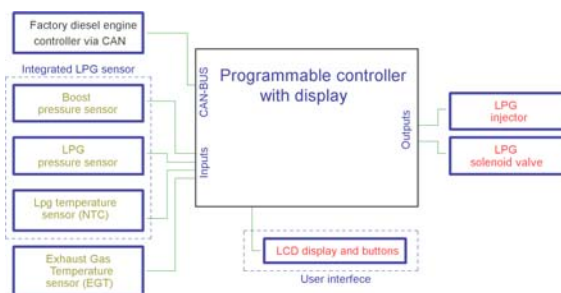 Factory diesel engine
controller via CAN
Integrated LPG sensor
Boost
pressure sensor
LPG
pressure sensor
Lpg temperature
sensor (NTC)
Exhaust Gas
Temperature
sensor (EGT)
CAN-BUS
Inputs
Programmable controller
with display
Outputs
LPG
injector
LPG
solenoid valve
LCD display and buttons
User interfece